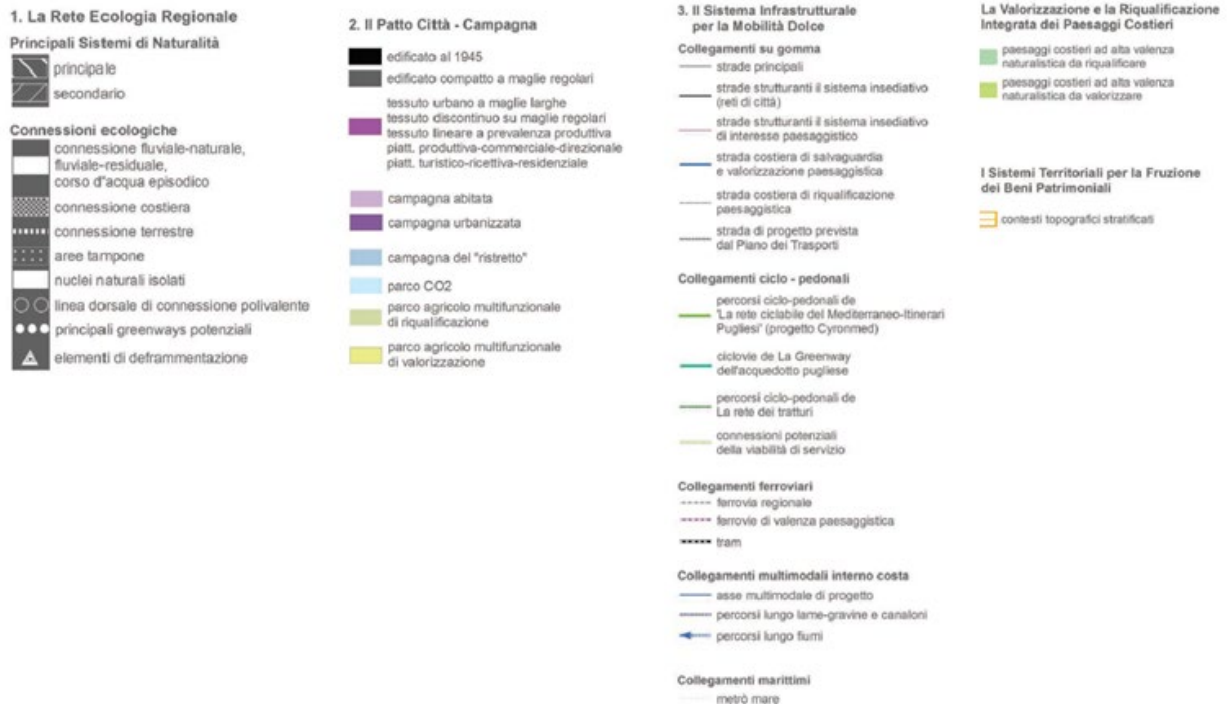 1. La Rete Ecologia Regionale
Principali Sistemi di Naturalità
principale
secondario
Connessioni ecologiche
connessione fluviale-naturale,
fluviale-residuale,
corso d"acqua episodico
connessione costiera
connessione terrestre
aree tampone
nuclei naturali isolati
linea dorsale di connessione polivalente
principali greenways potenziali
elementi di deframmentazione
2. Il Patto Città - Campagna
edificato al 1945
edificato compatto a maglie regolari
tessuto urbano a maglie larghe
tessuto discontinuo su maglie regolari
tessuto lineare a prevalenza produttiva
piatt. produttiva-commerciale-direzionale
piatt. turistico-ricettiva-residenziale
campagna abitata
campagna urbanizzata
campagna del "ristretto"
parco CO2
parco agricolo multifunzionale
di riqualificazione
parco agricolo multifunzionale
di valorizzazione
3. Il Sistema Infrastrutturale
per la Mobilità Dolce
Collegamenti su gomma
strade principali
strade strutturanti il sistema insediativo
(reti di città)
strade strutturanti il sistema insediativo
di interesse paesaggistico
strada costiera di salvaguardia
e valorizzazione paesaggistica
strada costiera di riqualificazione
paesaggistica
strada di progetto prevista
dal Piano dei Trasporti
Collegamenti ciclo - pedonali
percorsi ciclo-pedonali de
'La rete ciclabile del Mediterraneo-Itinerari
Pugliesi' (progetto Cyronmed)
ciclovie de La Greenway
dell'acquedotto pugliese
percorsi ciclo-pedonali de
La rete dei tratturi
connessioni potenziali
della viabilità di servizio
Collegamenti ferroviari
ferrovia regionale
ferrovie di valenza paesaggistica
tram
Collegamenti multimodali interno costa
asse multimodale di progetto
percorsi lungo lame-gravine e canaloni
percorsi lungo fiumi
Collegamenti marittimi
metrò mare
La Valorizzazione e la Riqualificazione
Integrata dei Paesaggi Costieri
paesaggi costieri ad alta valenza
naturalistica da riqualificare
paesaggi costieri ad alta valenza
naturalistica da valorizzare
I Sistemi Territoriali per la Fruzione
dei Beni Patrimoniali
contesti topografici stratificati